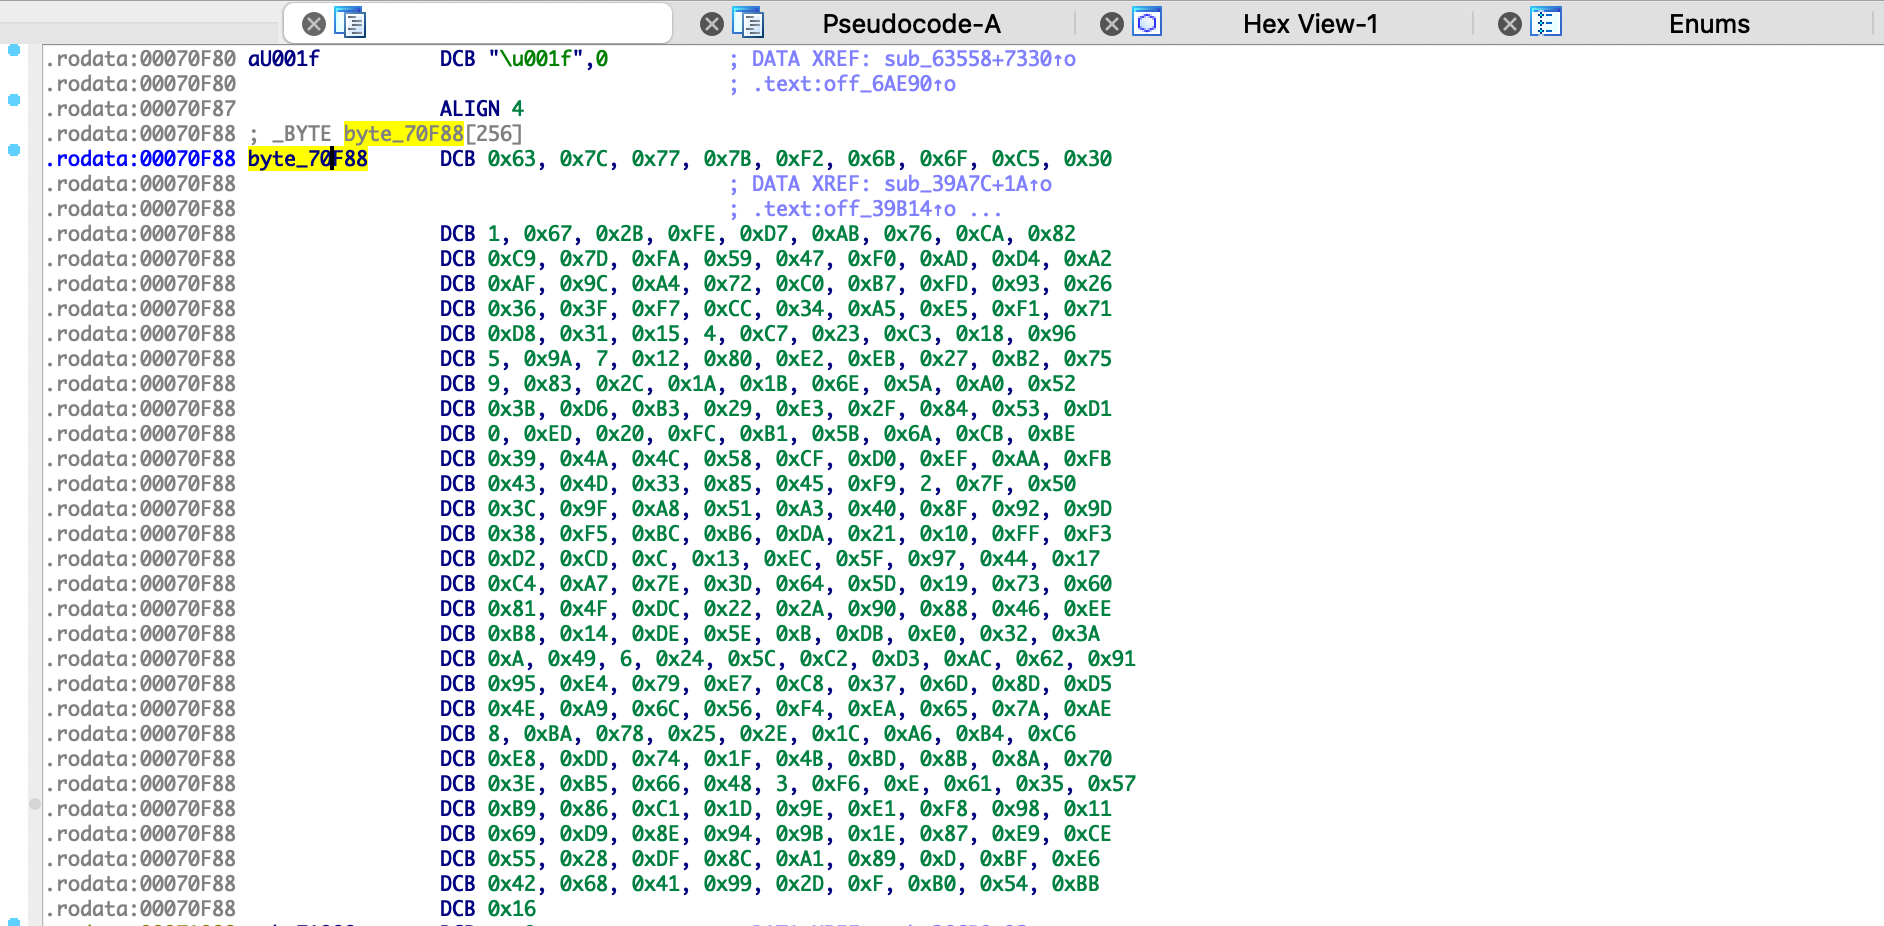 Pseudocode-A Hex View-1 Enums
.rodata:00070F80 aU001f DCB "\u001f",0 ; DATA XREF: sub_63558+7330↑o
.rodata:00070F80 ; .text:off_6AE90↑o
.rodata:00070F87 ALIGN 4
.rodata:00070F88 ; _BYTE byte_70F88[256]
.rodata:00070F88 byte_70F88 DCB 0x63, 0x7C, 0x77, 0x7B, 0xF2, 0x6B, 0x6F, 0xC5, 0x30
.rodata:00070F88 ; DATA XREF: sub_39A7C+1A↑o
.rodata:00070F88 ; .text:off_39B14↑o ...
.rodata:00070F88 DCB 1, 0x67, 0x2B, 0xFE, 0xD7, 0xAB, 0x76, 0xCA, 0x82
.rodata:00070F88 DCB 0xC9, 0x7D, 0xFA, 0x59, 0x47, 0xF0, 0xAD, 0xD4, 0xA2
.rodata:00070F88 DCB 0xAF, 0x9C, 0xA4, 0x72, 0xC0, 0xB7, 0xFD, 0x93, 0x26
.rodata:00070F88 DCB 0x36, 0x3F, 0xF7, 0xCC, 0x34, 0xA5, 0xE5, 0xF1, 0x71
.rodata:00070F88 DCB 0xD8, 0x31, 0x15, 4, 0xC7, 0x23, 0xC3, 0x18, 0x96
.rodata:00070F88 DCB 5, 0x9A, 7, 0x12, 0x80, 0xE2, 0xEB, 0x27, 0xB2, 0x75
.rodata:00070F88 DCB 9, 0x83, 0x2C, 0x1A, 0x1B, 0x6E, 0x5A, 0xA0, 0x52
.rodata:00070F88 DCB 0x3B, 0xD6, 0xB3, 0x29, 0xE3, 0x2F, 0x84, 0x53, 0xD1
.rodata:00070F88 DCB 0, 0xED, 0x20, 0xFC, 0xB1, 0x5B, 0x6A, 0xCB, 0xBE
.rodata:00070F88 DCB 0x39, 0x4A, 0x4C, 0x58, 0xCF, 0xD0, 0xEF, 0xAA, 0xFB
.rodata:00070F88 DCB 0x43, 0x4D, 0x33, 0x85, 0x45, 0xF9, 2, 0x7F, 0x50
.rodata:00070F88 DCB 0x3C, 0x9F, 0xA8, 0x51, 0xA3, 0x40, 0x8F, 0x92, 0x9D
.rodata:00070F88 DCB 0x38, 0xF5, 0xBC, 0xB6, 0xDA, 0x21, 0x10, 0xFF, 0xF3
.rodata:00070F88 DCB 0xD2, 0xCD, 0xC, 0x13, 0xEC, 0x5F, 0x97, 0x44, 0x17
.rodata:00070F88 DCB 0xC4, 0xA7, 0x7E, 0x3D, 0x64, 0x5D, 0x19, 0x73, 0x60
.rodata:00070F88 DCB 0x81, 0x4F, 0xDC, 0x22, 0x2A, 0x90, 0x88, 0x46, 0xEE
.rodata:00070F88 DCB 0xB8, 0x14, 0xDE, 0x5E, 0xB, 0xDB, 0xE0, 0x32, 0x3A
.rodata:00070F88 DCB 0xA, 0x49, 6, 0x24, 0x5C, 0xC2, 0xD3, 0xAC, 0x62, 0x91
.rodata:00070F88 DCB 0x95, 0xE4, 0x79, 0xE7, 0xC8, 0x37, 0x6D, 0x8D, 0xD5
.rodata:00070F88 DCB 0x4E, 0xA9, 0x6C, 0x56, 0xF4, 0xEA, 0x65, 0x7A, 0xAE
.rodata:00070F88 DCB 8, 0xBA, 0x78, 0x25, 0x2E, 0x1C, 0xA6, 0xB4, 0xC6
.rodata:00070F88 DCB 0xE8, 0xDD, 0x74, 0x1F, 0x4B, 0xBD, 0x8B, 0x8A, 0x70
.rodata:00070F88 DCB 0x3E, 0xB5, 0x66, 0x48, 3, 0xF6, 0xE, 0x61, 0x35, 0x57
.rodata:00070F88 DCB 0xB9, 0x86, 0xC1, 0x1D, 0x9E, 0xE1, 0xF8, 0x98, 0x11
.rodata:00070F88 DCB 0x69, 0xD9, 0x8E, 0x94, 0x9B, 0x1E, 0x87, 0xE9, 0xCE
.rodata:00070F88 DCB 0x55, 0x28, 0xDF, 0x8C, 0xA1, 0x89, 0xD, 0xBF, 0xE6
.rodata:00070F88 DCB 0x42, 0x68, 0x41, 0x99, 0x2D, 0xF, 0xB0, 0x54, 0xBB
.rodata:00070F88 DCB 0x16